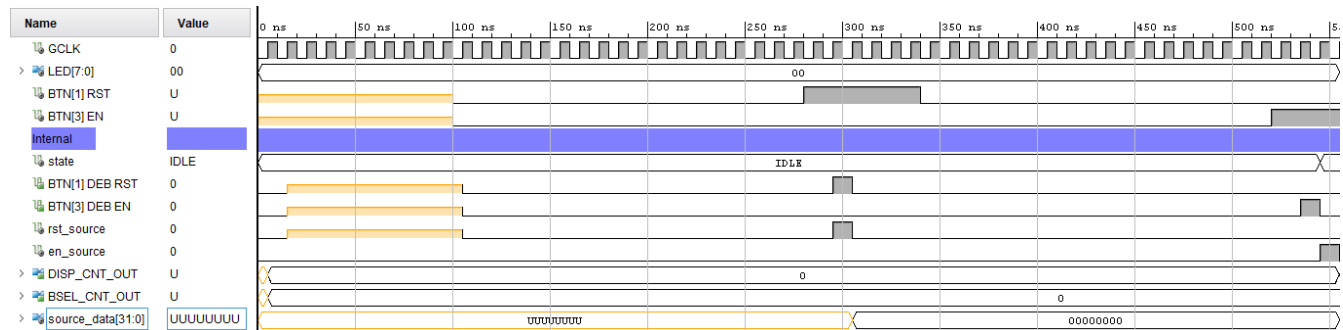 Name Value
0 ns 50 ns 100 ns 150 ns 200 ns 250 ns 300 ns 350 ns 400 ns 450 ns 500 ns
GCLK 0
LED[7:0] 00 00
BTN[1] RST U
BTN[3] EN U
Internal
state IDLE IDLE
BTN[1] DEB RST 0
BTN[3] DEB EN 0
rst_source 0
en_source 0
DISP_CNT_OUT U 0
BSEL_CNT_OUT U 0
source_data[31:0] UUUUUUUU UUUUUUUU 00000000